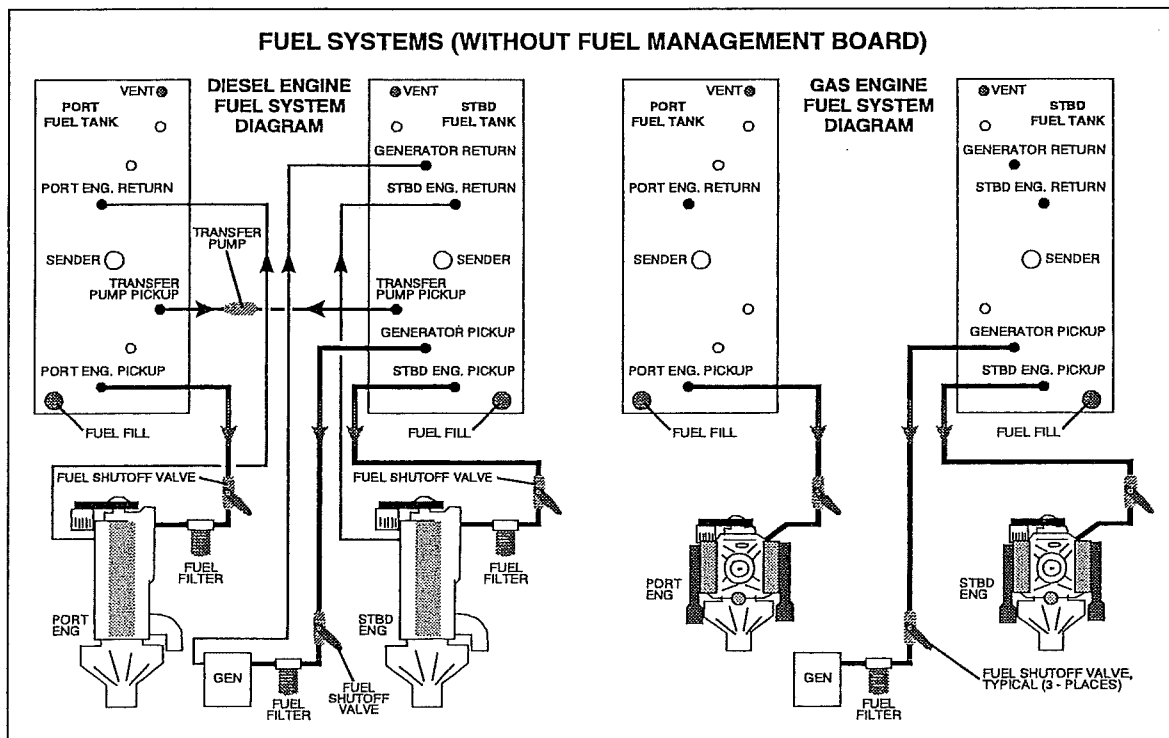 FUEL SYSTEMS (WITHOUT FUEL MANAGEMENT BOARD)
DIESEL ENGINE
FUEL SYSTEM
DIAGRAM
VENT
PORT
FUEL TANK
PORT ENG. RETURN
SENDER
TRANSFER
PUMP
TRANSFER
PUMP PICKUP
PORT ENG. PICKUP
FUEL FILL
VENT
STBD
FUEL TANK
GENERATOR RETURN
STBD ENG. RETURN
SENDER
TRANSFER
PUMP PICKUP
GENERATOR PICKUP
STBD ENG. PICKUP
FUEL FILL
FUEL SHUTOFF VALVE
FUEL
FILTER
PORT
ENG
GEN
FUEL
FILTER
FUEL
SHUTOFF
VALVE
FUEL SHUTOFF
VALVE
FUEL
FILTER
STBD
ENG
GAS ENGINE
FUEL SYSTEM
DIAGRAM
VENT
PORT
FUEL TANK
PORT ENG. RETURN
SENDER
PORT ENG. PICKUP
FUEL FILL
VENT
STBD
FUEL TANK
GENERATOR RETURN
STBD ENG. RETURN
SENDER
GENERATOR PICKUP
STBD ENG. PICKUP
FUEL FILL
PORT
ENG
STBD
ENG
GEN
FUEL
FILTER
FUEL SHUTOFF VALVE,
TYPICAL (3 - PLACES)